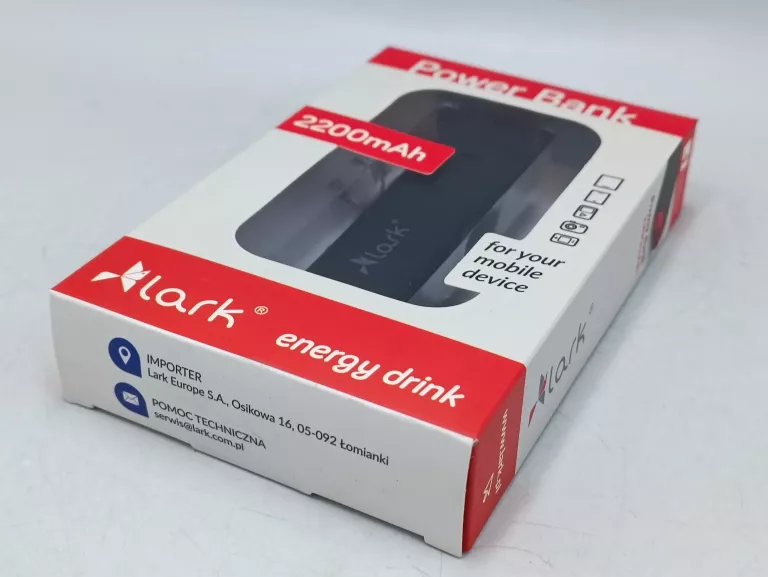 Power Bank
2200mAh
lark®
for your
mobile
device
lark®
energy drink
IMPORTER
Lark Europe S.A., Osikowa 16, 05-092 Łomianki
POMOC TECHNICZNA
serwis@lark.com.pl
lark